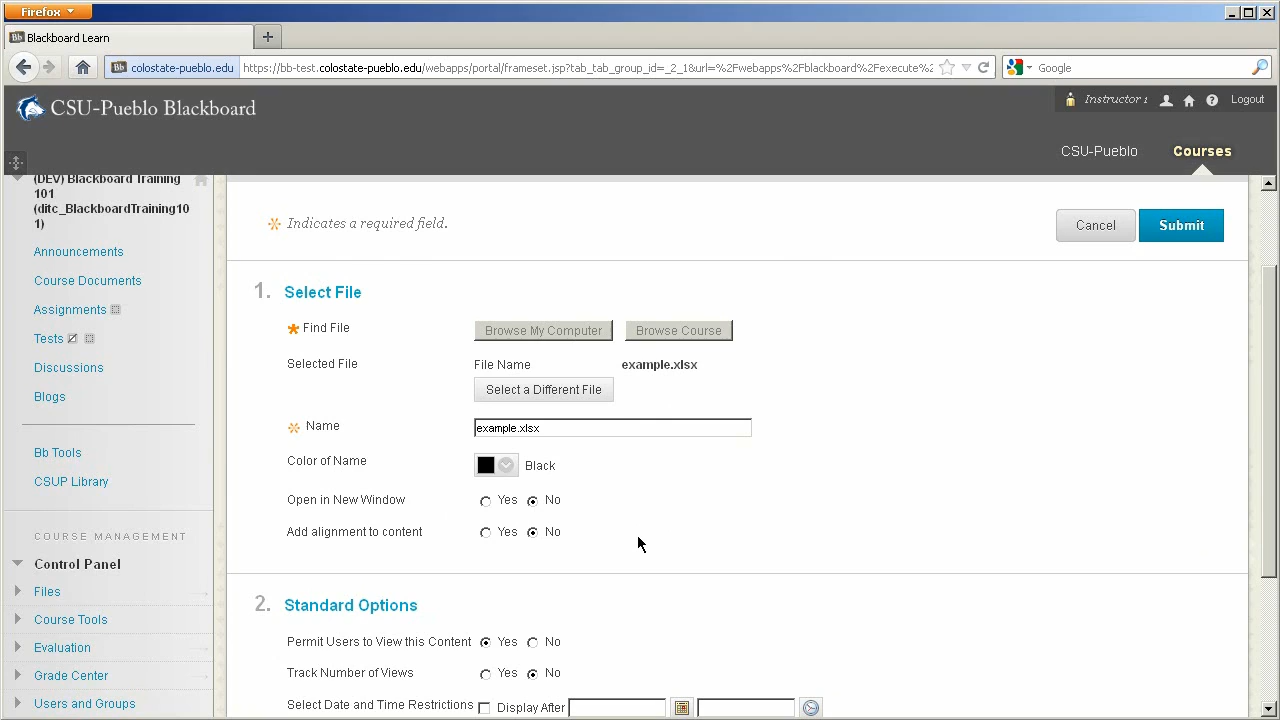 Firefox
Blackboard Learn
colostate-pueblo.edu https://bb-test.colostate-pueblo.edu/webapps/portal/frameset.jsp?tab_tab_group_id=_2_1&url=%2Fwebapps%2Fblackboard%2Fexecute%2 Google
CSU-Pueblo Blackboard
Instructor 1 Logout
CSU-Pueblo Courses
(DEV) Blackboard Training
101
(ditc_BlackboardTraining10
1)
Announcements
Course Documents
Assignments
Tests
Discussions
Blogs
Bb Tools
CSUP Library
COURSE MANAGEMENT
Control Panel
Files
Course Tools
Evaluation
Grade Center
Users and Groups
Indicates a required field.
Cancel Submit
1. Select File
Find File Browse My Computer Browse Course
Selected File File Name example.xlsx
Select a Different File
Name example.xlsx
Color of Name Black
Open in New Window Yes No
Add alignment to content Yes No
2. Standard Options
Permit Users to View this Content Yes No
Track Number of Views Yes No
Select Date and Time Restrictions Display After